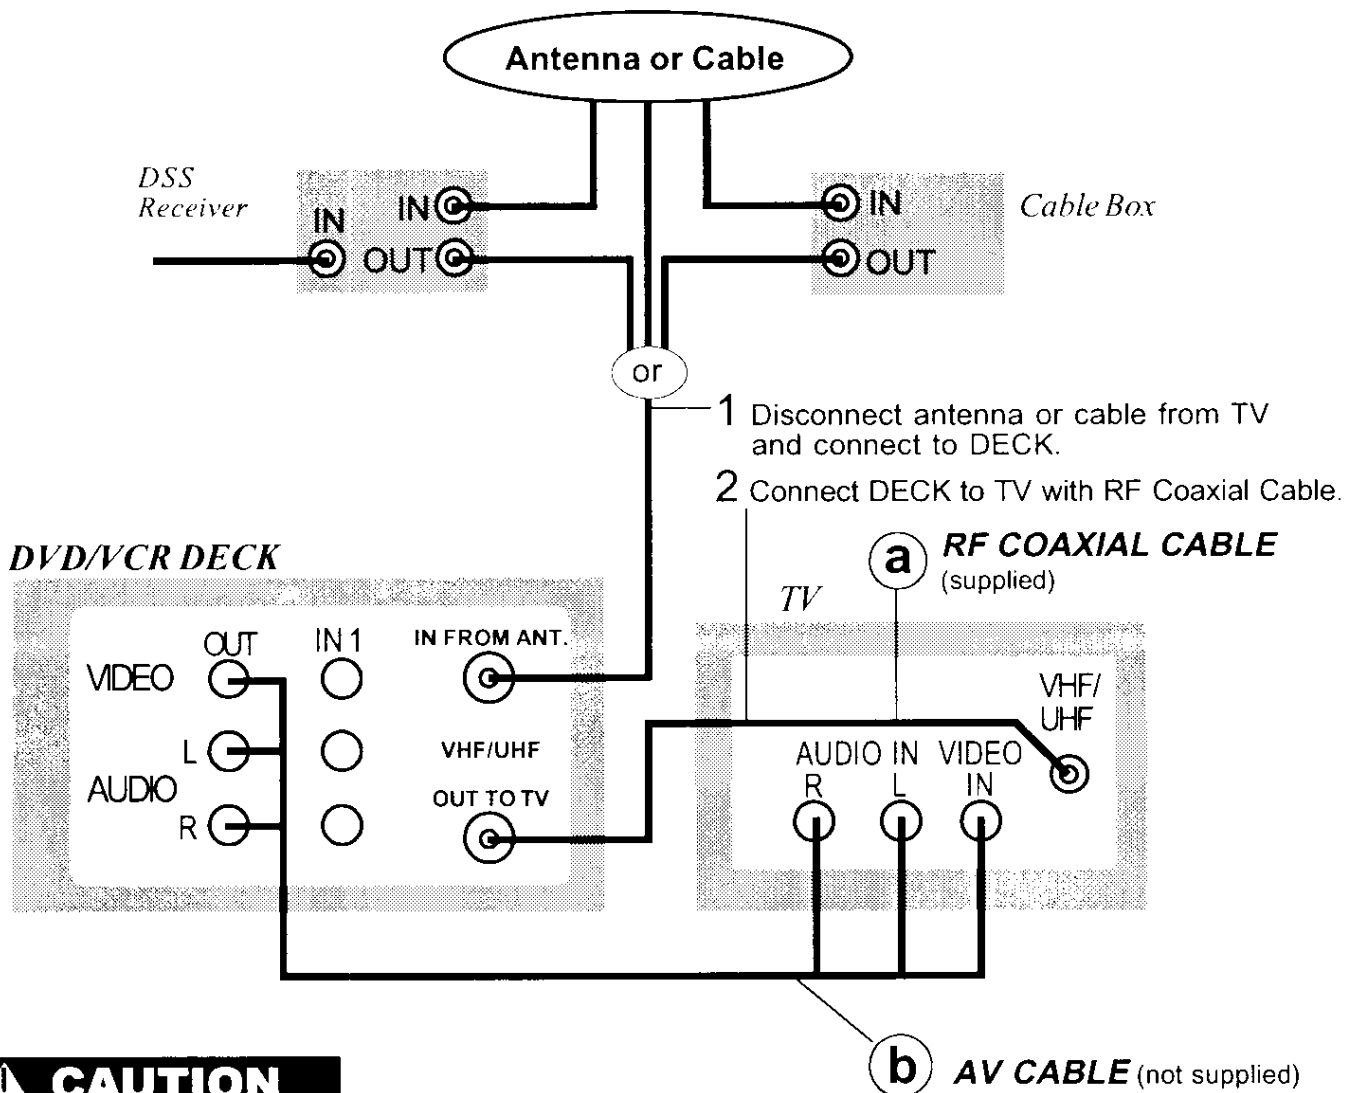 Antenna or Cable
DSS
Receiver
IN
IN
OUT
IN
OUT
Cable Box
or
1 Disconnect antenna or cable from TV
and connect to DECK.
2 Connect DECK to TV with RF Coaxial Cable.
a RF COAXIAL CABLE
(supplied)
DVD/VCR DECK
OUT
IN 1
IN FROM ANT.
VIDEO
L
VHF/UHF
AUDIO
OUT TO TV
R
TV
VHF/
UHF
AUDIO IN VIDEO
R L IN
b AV CABLE (not supplied)
CAUTION